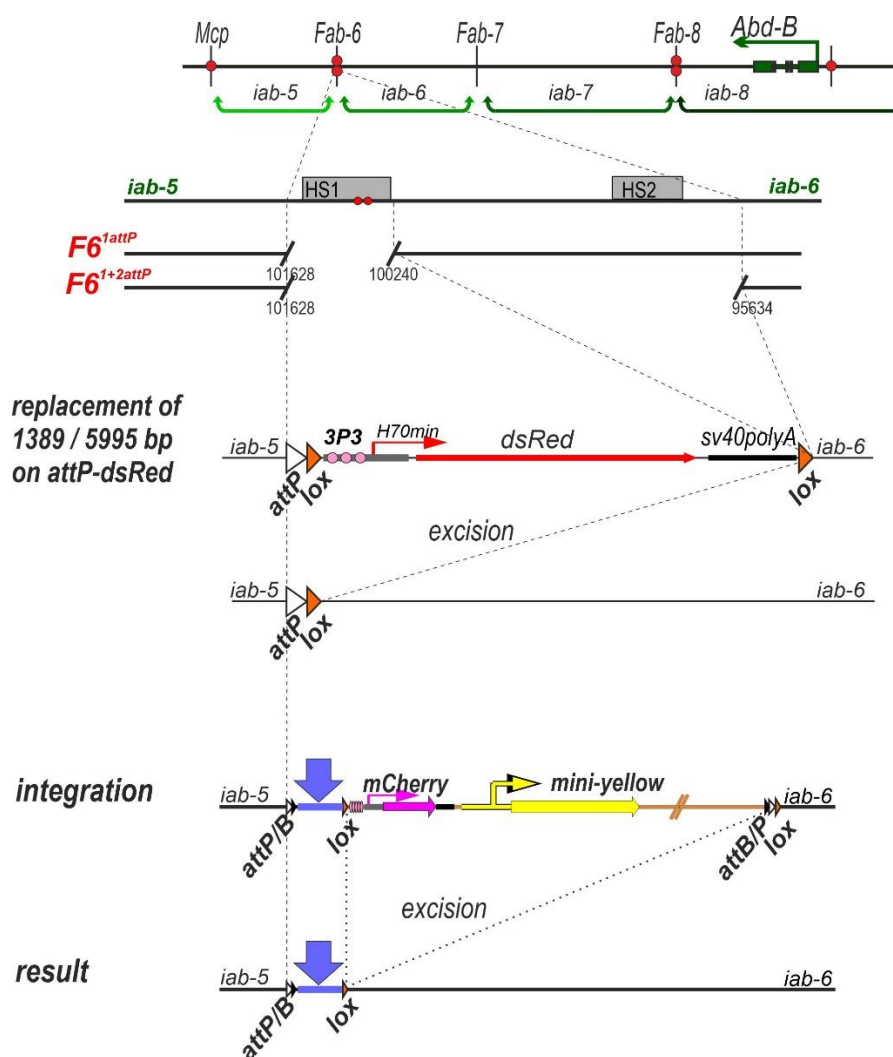 Mcp Fab-6 Fab-7 Fab-8 Abd-B
iab-5 iab-6 iab-7 iab-8
iab-5 HS1 HS2 iab-6
F6 1attP
101628 100240
F6 1+2attP
101628 95634
replacement of
1389 / 5995 bp
on attP-dsRed
iab-5 3P3 H70min dsRed sv40polyA iab-6
attP lox lox
excision
iab-5 iab-6
attP lox
integration
iab-5 mCherry mini-yellow iab-6
attP/B lox attB/P lox
excision
result
iab-5 iab-6
attP/B lox